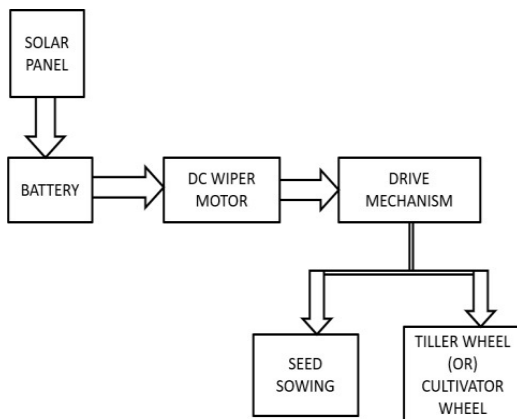 SOLAR
PANEL
BATTERY
DC WIPER
MOTOR
DRIVE
MECHANISM
SEED
SOWING
TILLER WHEEL
(OR)
CULTIVATOR
WHEEL